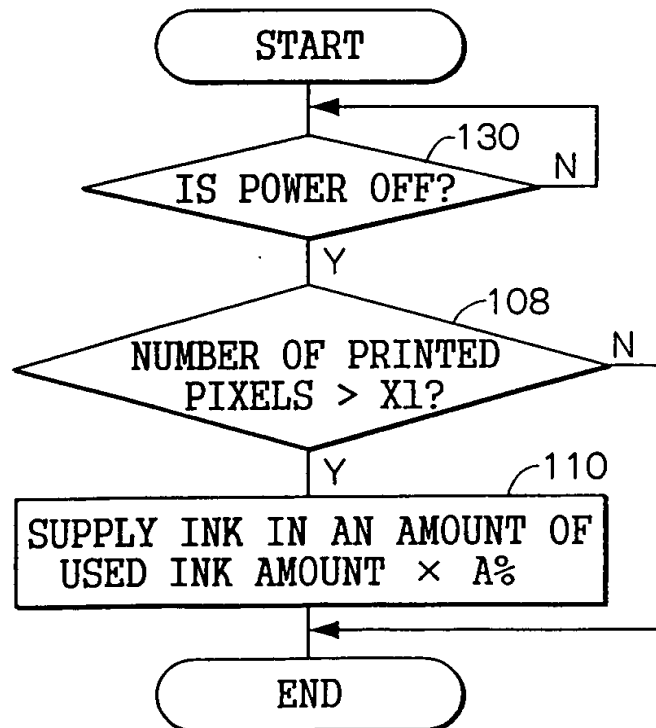 START
130
IS POWER OFF?
N
Y
108
NUMBER OF PRINTED
PIXELS > X1?
N
Y
110
SUPPLY INK IN AN AMOUNT OF
USED INK AMOUNT × A%
END